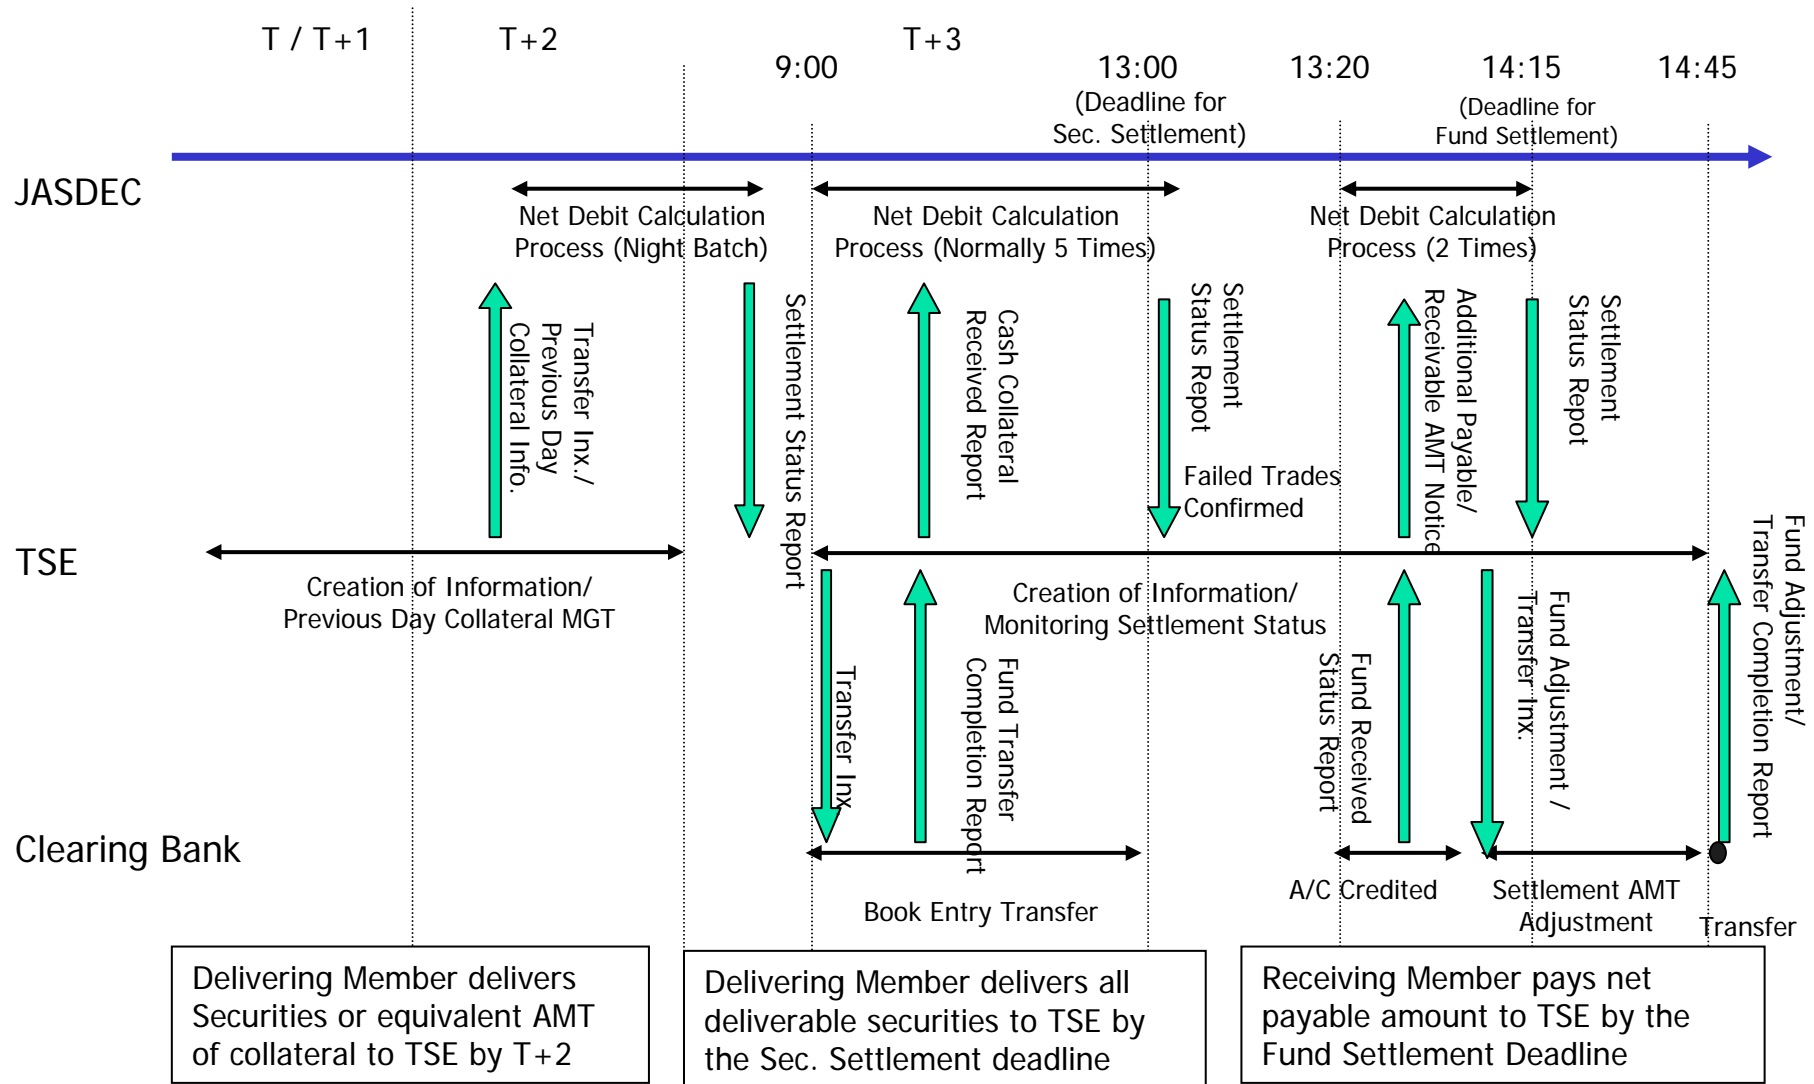 T / T+1
T+2
T+3
9:00
13:00
13:20
14:15
14:45
(Deadline for
Sec. Settlement)
(Deadline for
Fund Settlement)
JASDEC
Net Debit Calculation
Process (Night Batch)
Net Debit Calculation
Process (Normally 5 Times)
Net Debit Calculation
Process (2 Times)
Transfer Inx./
Previous Day
Collateral Info.
Settlement Status Report
Cash Collateral
Received Report
Settlement
Status Repot
Failed Trades
Confirmed
Additional Payable/
Receivable AMT Notice
Settlement
Status Repot
TSE
Creation of Information/
Previous Day Collateral MGT
Creation of Information/
Monitoring Settlement Status
Transfer Inx.
Fund Transfer
Completion Report
Fund Received
Status Report
Fund Adjustment /
Transfer Inx.
Fund Adjustment/
Transfer Completion Report
Clearing Bank
Book Entry Transfer
A/C Credited
Settlement AMT
Adjustment
Transfer
Delivering Member delivers
Securities or equivalent AMT
of collateral to TSE by T+2
Delivering Member delivers all
deliverable securities to TSE by
the Sec. Settlement deadline
Receiving Member pays net
payable amount to TSE by the
Fund Settlement Deadline